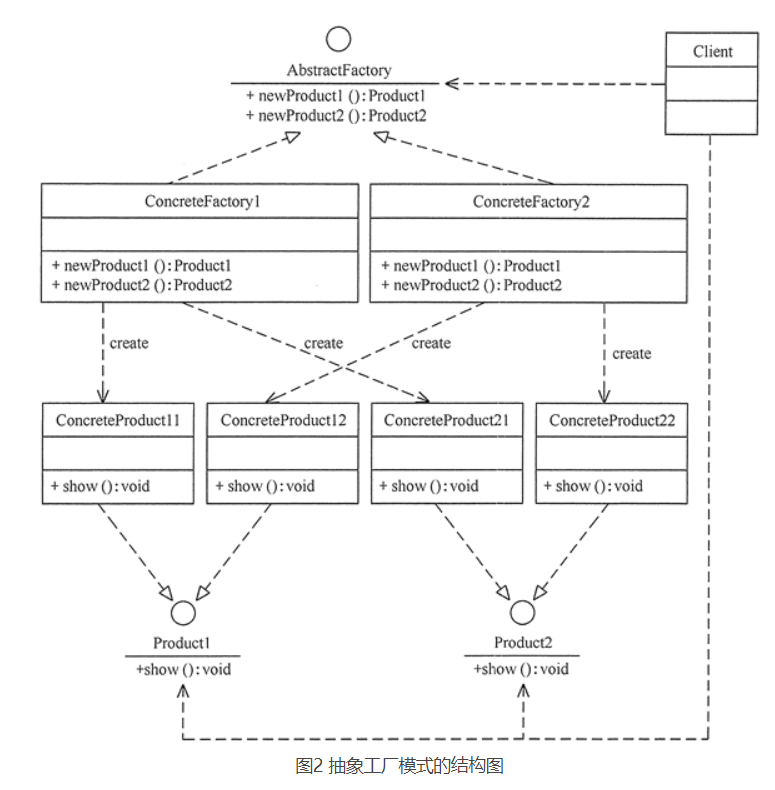 AbstractFactory
+ newProduct1 (): Product1
+ newProduct2 (): Product2
Client
ConcreteFactory1
+ newProduct1 (): Product1
+ newProduct2 (): Product2
ConcreteFactory2
+ newProduct1 (): Product1
+ newProduct2 (): Product2
create
create
create
create
ConcreteProduct11
+ show (): void
ConcreteProduct12
+ show (): void
ConcreteProduct21
+ show (): void
ConcreteProduct22
+ show (): void
Product1
+show (): void
Product2
+show (): void
图2 抽象工厂模式的结构图